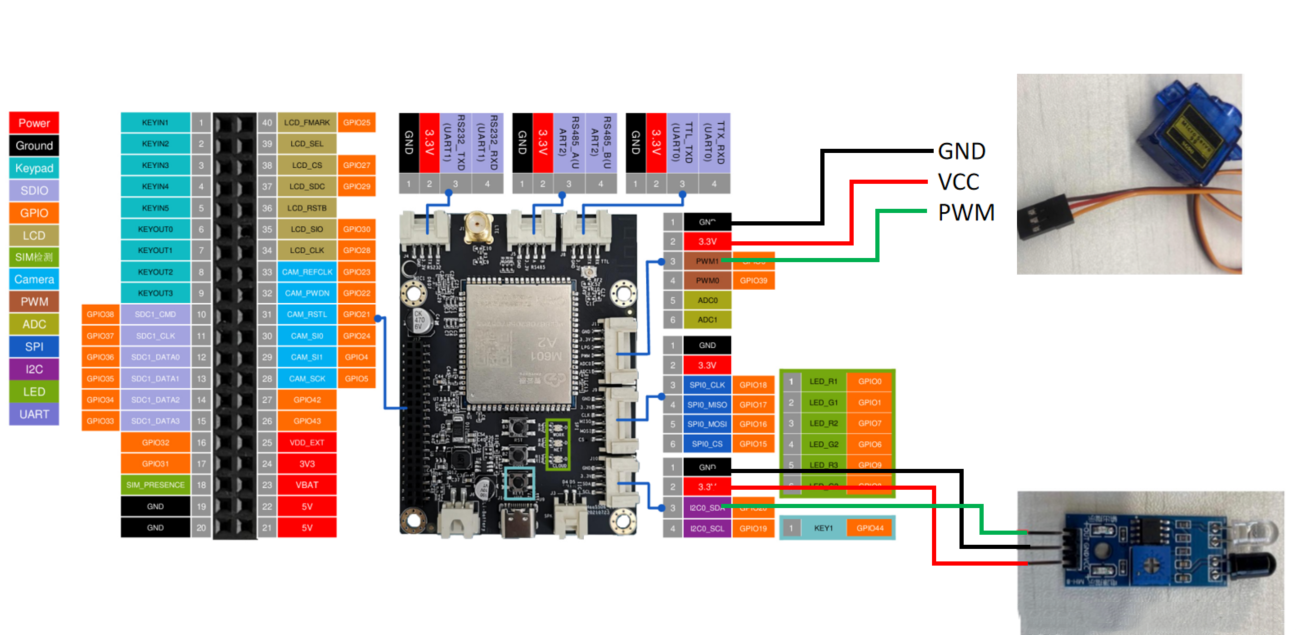 Power
Ground
Keypad
SDIO
GPIO
LCD
SIM检测
Camera
PWM
ADC
SPI
I2C
LED
UART
KEYIN1 1 40 LCD_FMARK GPIO25
KEYIN2 2 39 LCD_SEL
KEYIN3 3 38 LCD_CS GPIO27
KEYIN4 4 37 LCD_SDC GPIO29
KEYIN5 5 36 LCD_RSTB
KEYOUT0 6 35 LCD_SIO GPIO30
KEYOUT1 7 34 LCD_CLK GPIO28
KEYOUT2 8 33 CAM_REFCLK GPIO23
KEYOUT3 9 32 CAM_PWDN GPIO22
GPIO38 SDC1_CMD 10 31 CAM_RSTL GPIO21
GPIO37 SDC1_CLK 11 30 CAM_SI0 GPIO24
GPIO36 SDC1_DATA0 12 29 CAM_SI1 GPIO4
GPIO35 SDC1_DATA1 13 28 CAM_SCK GPIO5
GPIO34 SDC1_DATA2 14 27 GPIO42
GPIO33 SDC1_DATA3 15 26 GPIO43
GPIO32 16 25 VDD_EXT
GPIO31 17 24 3V3
SIM_PRESENCE 18 23 VBAT
GND 19 22 5V
GND 20 21 5V
GND 3.3V RS232_TXD (UART1) RS232_RXD (UART1)
1 2 3 4
GND 3.3V RS485_A(U ART2) RS485_B(U ART2)
1 2 3 4
GND 3.3V TTL_TXD (UART0) TTX_RXD (UART0)
1 2 3 4
M601
A2
1 GND
2 3.3V
3 PWM1
4 PWM0 GPIO39
5 ADC0
6 ADC1
1 GND
2 3.3V
3 SPI0_CLK GPIO18
4 SPI0_MISO GPIO17
5 SPI0_MOSI GPIO16
6 SPI0_CS GPIO15
1 GND
2 3.3V
3 I2C0_SDA GPIO20
4 I2C0_SCL GPIO19
1 LED_R1 GPIO0
2 LED_G1 GPIO1
3 LED_R2 GPIO7
4 LED_G2 GPIO6
5 LED_R3 GPIO9
1 KEY1 GPIO44
GND
VCC
PWM
OUT GND VCC